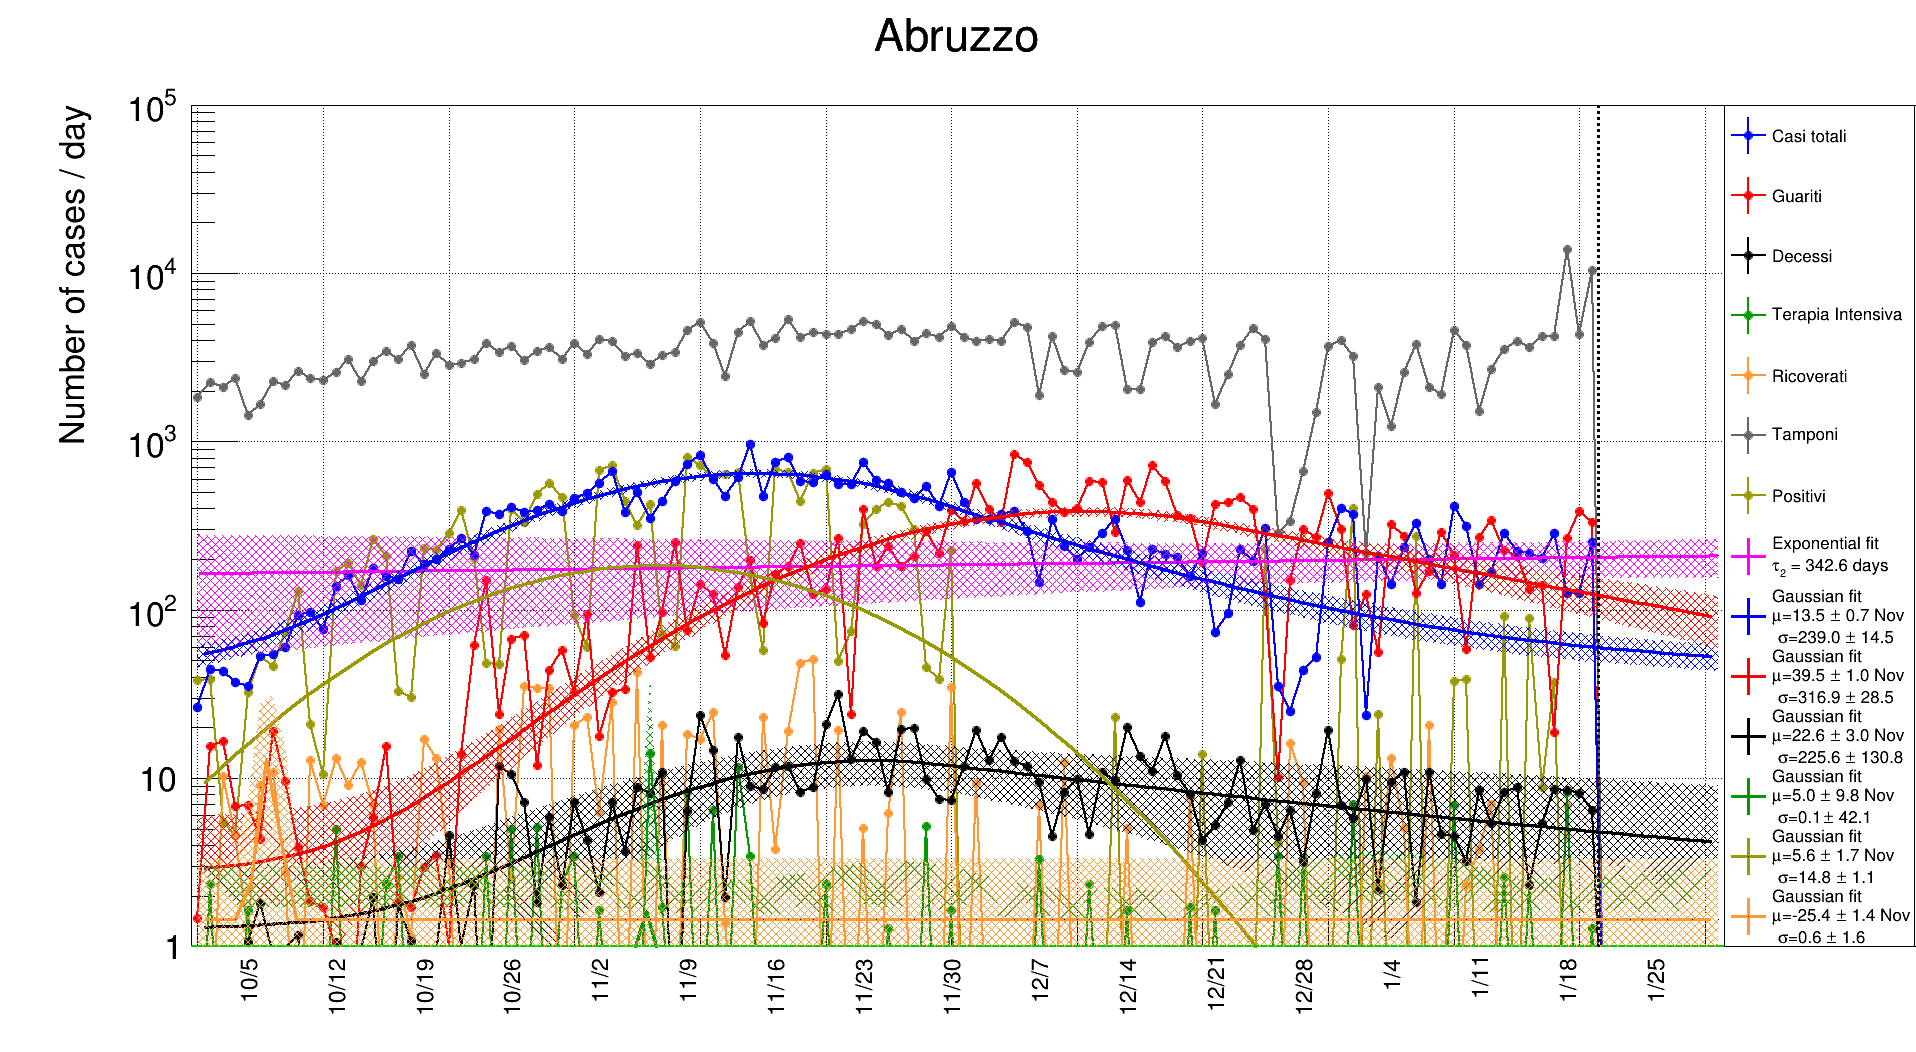 Abruzzo
Number of cases / day
10^5
10^4
10^3
10^2
10
1
10/5
10/12
10/19
10/26
11/2
11/9
11/16
11/23
11/30
12/7
12/14
12/21
12/28
1/4
1/11
1/18
1/25
Casi totali
Guariti
Decessi
Terapia Intensiva
Ricoverati
Tamponi
Positivi
Exponential fit
τ₂ = 342.6 days
Gaussian fit
μ=13.5 ± 0.7 Nov
σ=239.0 ± 14.5
Gaussian fit
μ=39.5 ± 1.0 Nov
σ=316.9 ± 28.5
Gaussian fit
μ=22.6 ± 3.0 Nov
σ=225.6 ± 130.8
Gaussian fit
μ=5.0 ± 9.8 Nov
σ=0.1 ± 42.1
Gaussian fit
μ=5.6 ± 1.7 Nov
σ=14.8 ± 1.1
Gaussian fit
μ=-25.4 ± 1.4 Nov
σ=0.6 ± 1.6